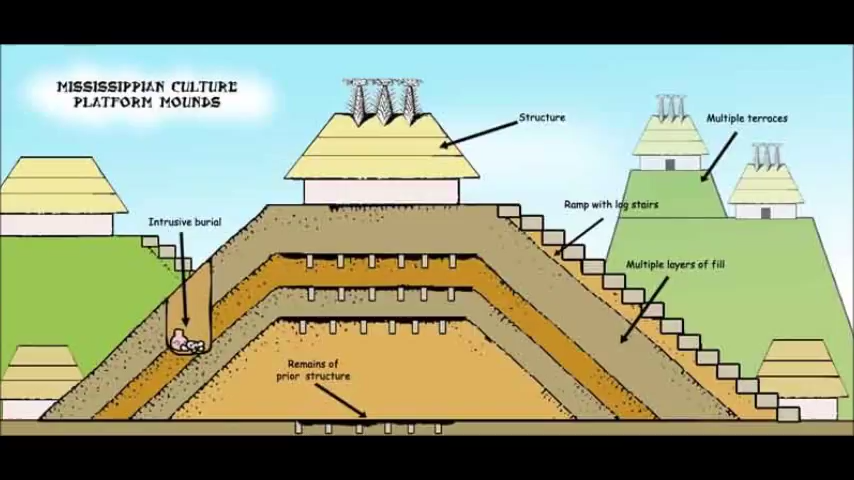 MISSISSIPPIAN CULTURE
PLATFORM MOUNDS
Structure
Multiple terraces
Ramp with log stairs
Intrusive burial
Multiple layers of fill
Remains of
prior structure